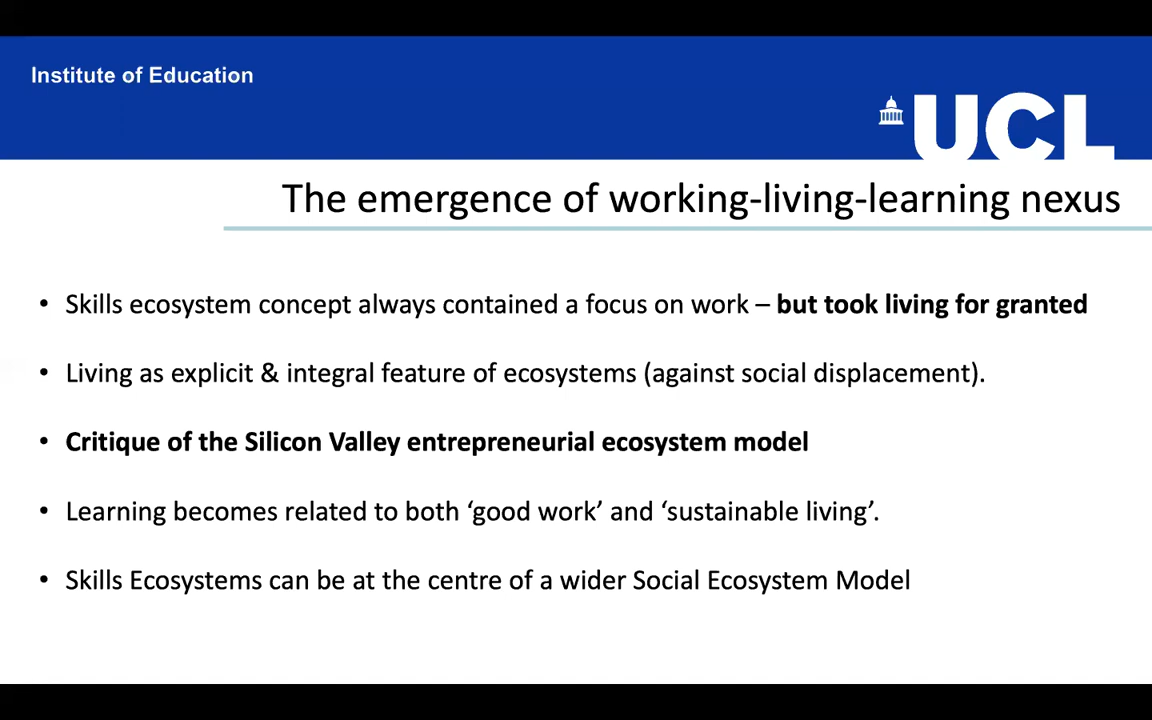 Institute of Education
UCL
The emergence of working-living-learning nexus
• Skills ecosystem concept always contained a focus on work – but took living for granted
• Living as explicit & integral feature of ecosystems (against social displacement).
• Critique of the Silicon Valley entrepreneurial ecosystem model
• Learning becomes related to both ‘good work’ and ‘sustainable living’.
• Skills Ecosystems can be at the centre of a wider Social Ecosystem Model